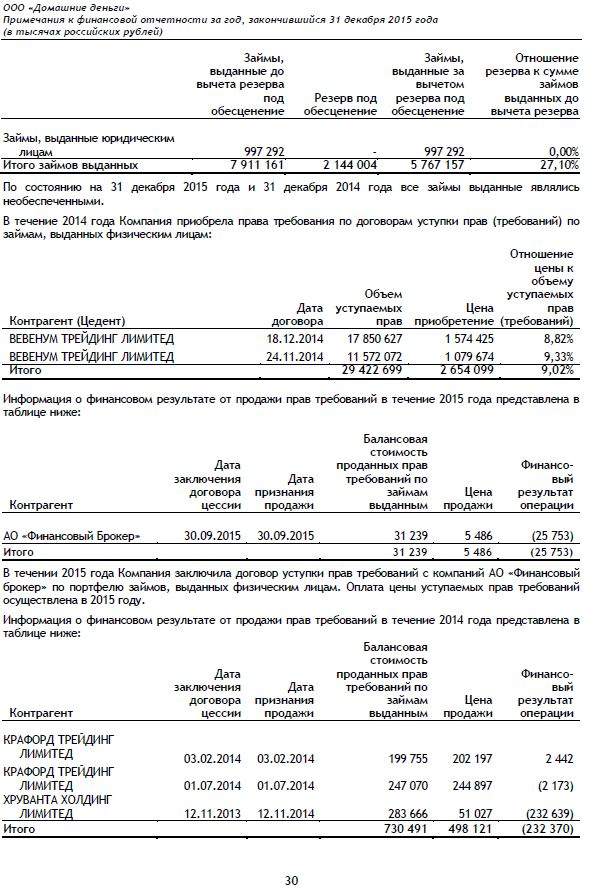 ООО «Домашние деньги»
Примечания к финансовой отчетности за год, закончившийся 31 декабря 2015 года
(в тысячах российских рублей)
Займы, выданные до вычета резерва под обесценение Резерв под обесценение Займы, выданные за вычетом резерва под обесценение Отношение резерва к сумме займов выданных до вычета резерва
Займы, выданные юридическим
лицам 997 292 - 997 292 0,00%
Итого займов выданных 7 911 161 2 144 004 5 767 157 27,10%
По состоянию на 31 декабря 2015 года и 31 декабря 2014 года все займы выданные являлись
необеспеченными.
В течение 2014 года Компания приобрела права требования по договорам уступки прав (требований) по
займам, выданных физическим лицам:
Контрагент (Цедент) Дата договора Объем уступаемых прав Цена приобретение Отношение цены к объему уступаемых прав (требований)
ВЕВЕНУМ ТРЕЙДИНГ ЛИМИТЕД 18.12.2014 17 850 627 1 574 425 8,82%
ВЕВЕНУМ ТРЕЙДИНГ ЛИМИТЕД 24.11.2014 11 572 072 1 079 674 9,33%
Итого 29 422 699 2 654 099 9,02%
Информация о финансовом результате от продажи прав требований в течение 2015 года представлена в
таблице ниже:
Контрагент Дата заключения договора цессии Дата признания продажи Балансовая стоимость проданных прав требований по займам выданным Цена продажи Финансо-вый результат операции
АО «Финансовый Брокер» 30.09.2015 30.09.2015 31 239 5 486 (25 753)
Итого 31 239 5 486 (25 753)
В течении 2015 года Компания заключила договор уступки прав требований с компаний АО «Финансовый
брокер» по портфелю займов, выданных физическим лицам. Оплата цены уступаемых прав требований
осуществлена в 2015 году.
Информация о финансовом результате от продажи прав требований в течение 2014 года представлена в
таблице ниже:
Контрагент Дата заключения договора цессии Дата признания продажи Балансовая стоимость проданных прав требований по займам выданным Цена продажи Финансо-вый результат операции
КРАФОРД ТРЕЙДИНГ
ЛИМИТЕД 03.02.2014 03.02.2014 199 755 202 197 2 442
КРАФОРД ТРЕЙДИНГ
ЛИМИТЕД 01.07.2014 01.07.2014 247 070 244 897 (2 173)
ХРУВАНТА ХОЛДИНГ
ЛИМИТЕД 12.11.2013 12.11.2014 283 666 51 027 (232 639)
Итого 730 491 498 121 (232 370)
30